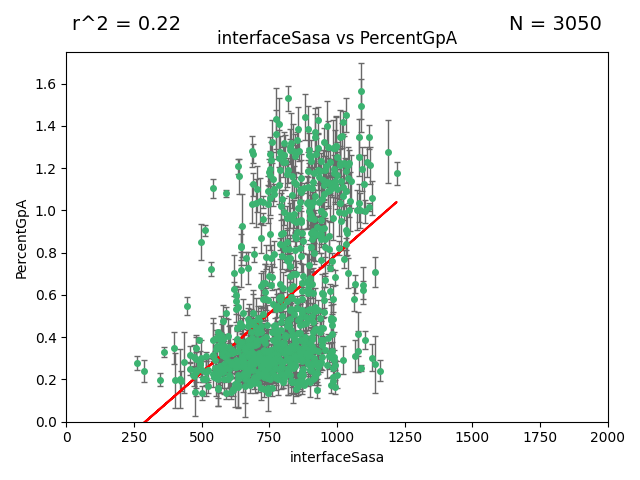 r^2 = 0.22
N = 3050
interfaceSasa vs PercentGpA
PercentGpA
1.6
1.4
1.2
1.0
0.8
0.6
0.4
0.2
0.0
0 250 500 750 1000 1250 1500 1750 2000
interfaceSasa